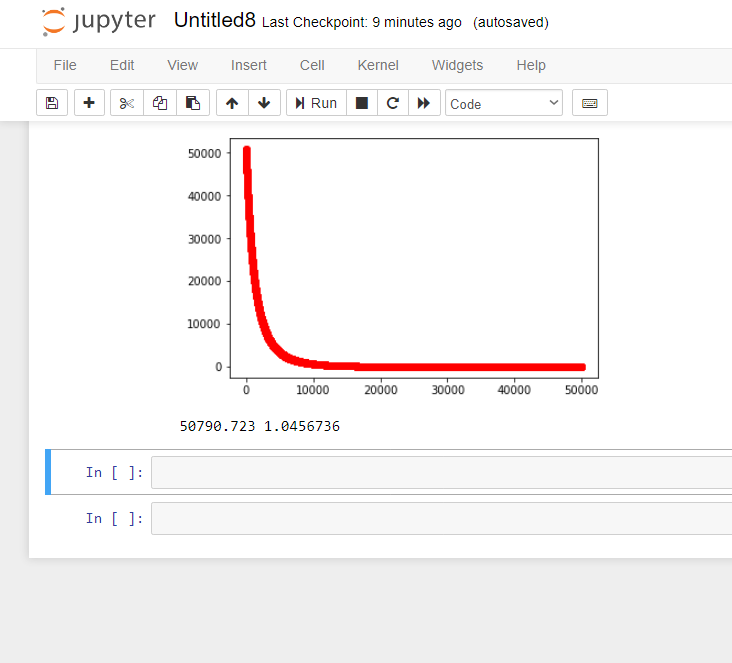 jupyter Untitled8 Last Checkpoint: 9 minutes ago (autosaved)
File Edit View Insert Cell Kernel Widgets Help
Run Code
50000
40000
30000
20000
10000
0
0 10000 20000 30000 40000 50000
50790.723 1.0456736
In [ ]:
In [ ]: